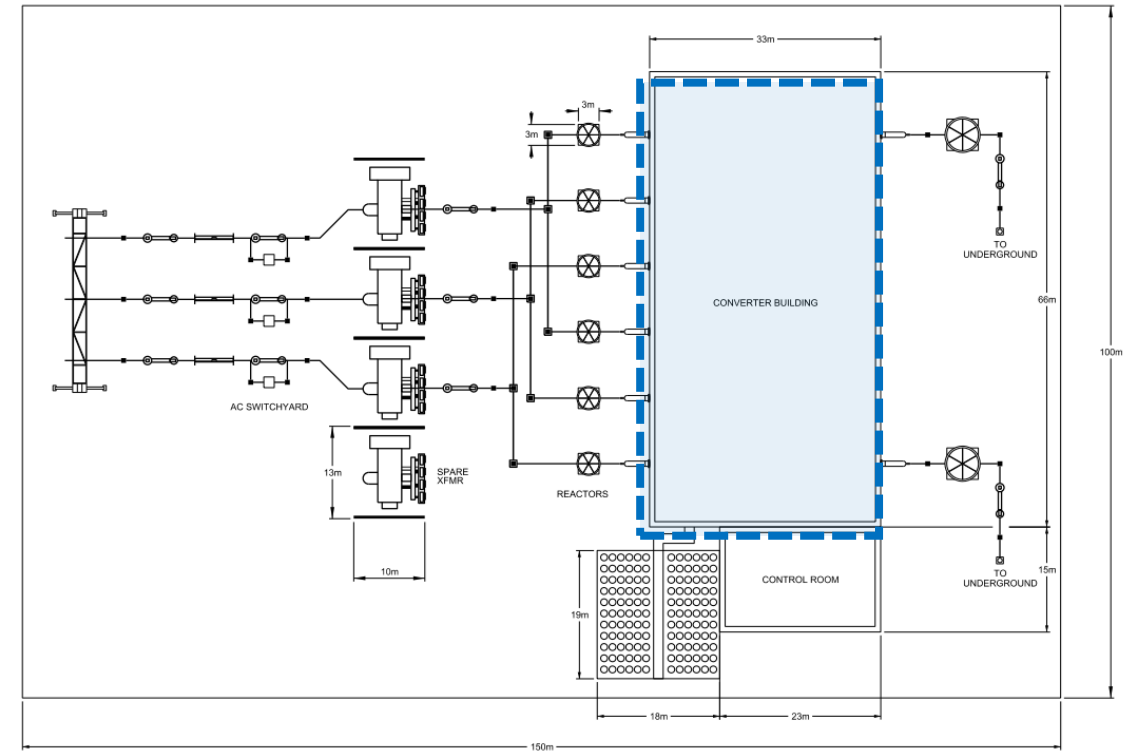 33m
3m
3m
TO
UNDERGROUND
CONVERTER BUILDING
66m
100m
AC SWITCHYARD
13m
SPARE
XFMR
REACTORS
10m
TO
UNDERGROUND
15m
CONTROL ROOM
19m
18m
23m
150m